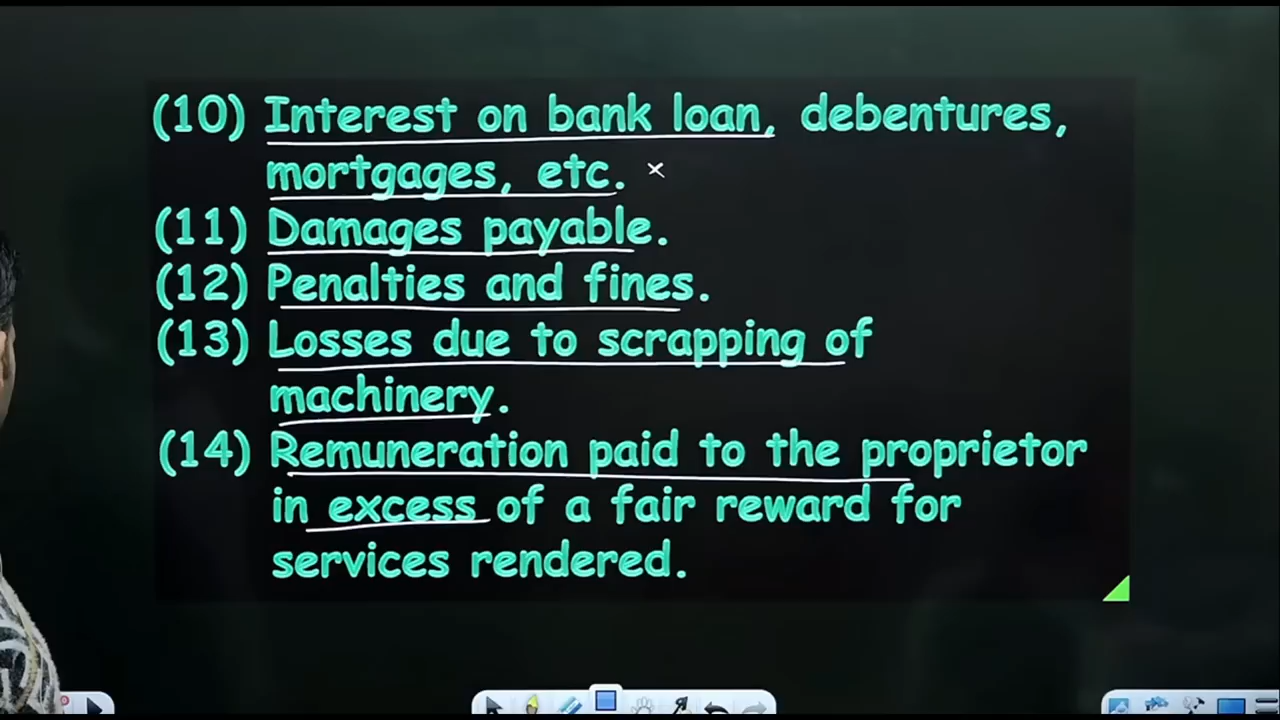 (10) Interest on bank loan, debentures,
mortgages, etc. ×
(11) Damages payable.
(12) Penalties and fines.
(13) Losses due to scrapping of
machinery.
(14) Remuneration paid to the proprietor
in excess of a fair reward for
services rendered.